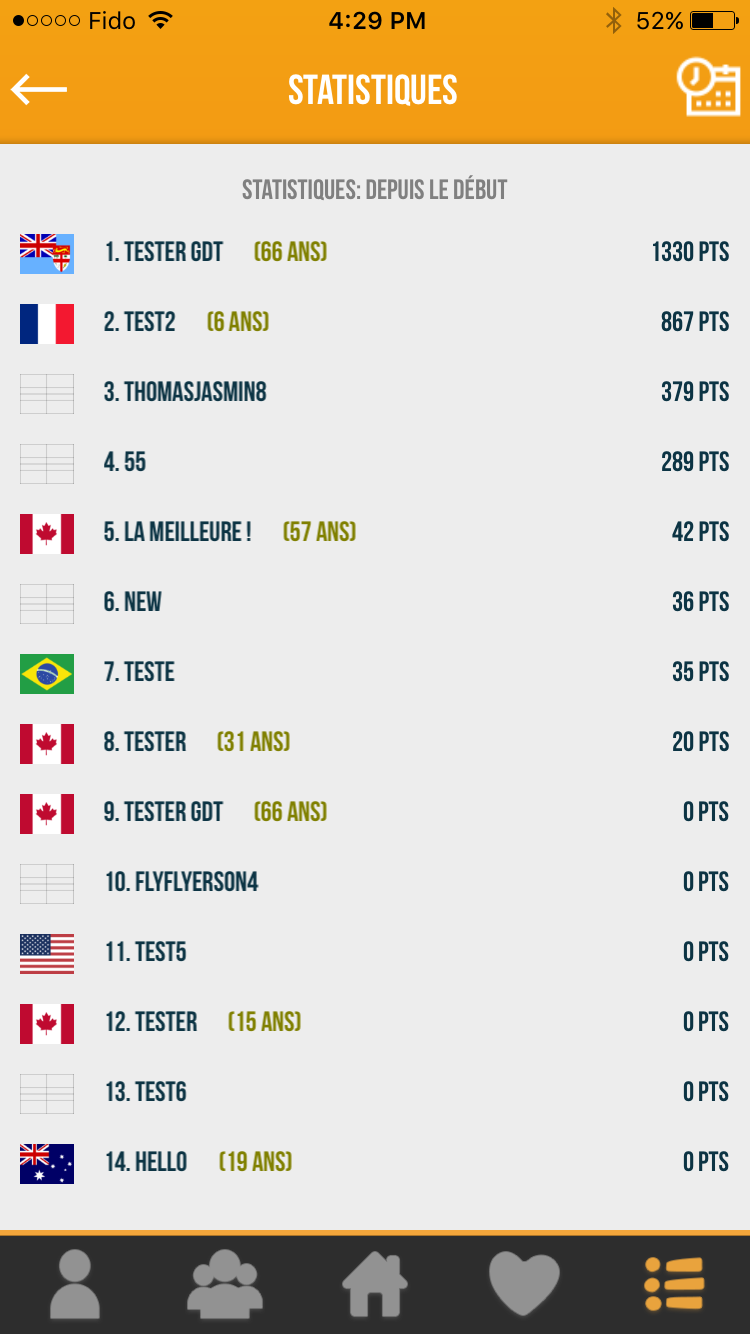 Fido 4:29 PM 52%
STATISTIQUES
STATISTIQUES: DEPUIS LE DÉBUT
1. TESTER GDT (66 ANS) 1330 PTS
2. TEST2 (6 ANS) 867 PTS
3. THOMASJASMIN8 379 PTS
4. 55 289 PTS
5. LA MEILLEURE ! (57 ANS) 42 PTS
6. NEW 36 PTS
7. TESTE 35 PTS
8. TESTER (31 ANS) 20 PTS
9. TESTER GDT (66 ANS) 0 PTS
10. FLYFLYERSON4 0 PTS
11. TEST5 0 PTS
12. TESTER (15 ANS) 0 PTS
13. TEST6 0 PTS
14. HELLO (19 ANS) 0 PTS